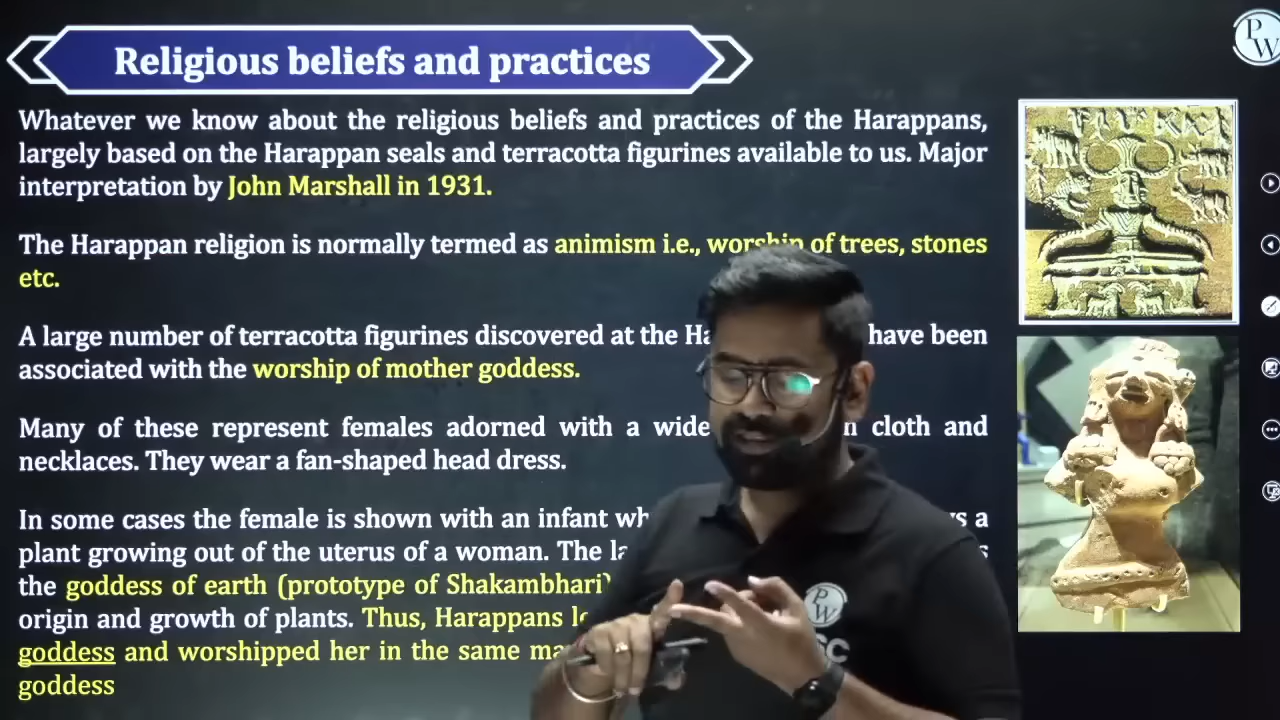 Religious beliefs and practices
P
W
Whatever we know about the religious beliefs and practices of the Harappans,
largely based on the Harappan seals and terracotta figurines available to us. Major
interpretation by John Marshall in 1931.
The Harappan religion is normally termed as animism i.e., worship of trees, stones
etc.
A large number of terracotta figurines discovered at the Ha have been
associated with the worship of mother goddess.
Many of these represent females adorned with a wide n cloth and
necklaces. They wear a fan-shaped head dress.
In some cases the female is shown with an infant wh s a
plant growing out of the uterus of a woman. The la s
the goddess of earth (prototype of Shakambhari)
origin and growth of plants. Thus, Harappans lo
goddess and worshipped her in the same ma
goddess
P
W
SC